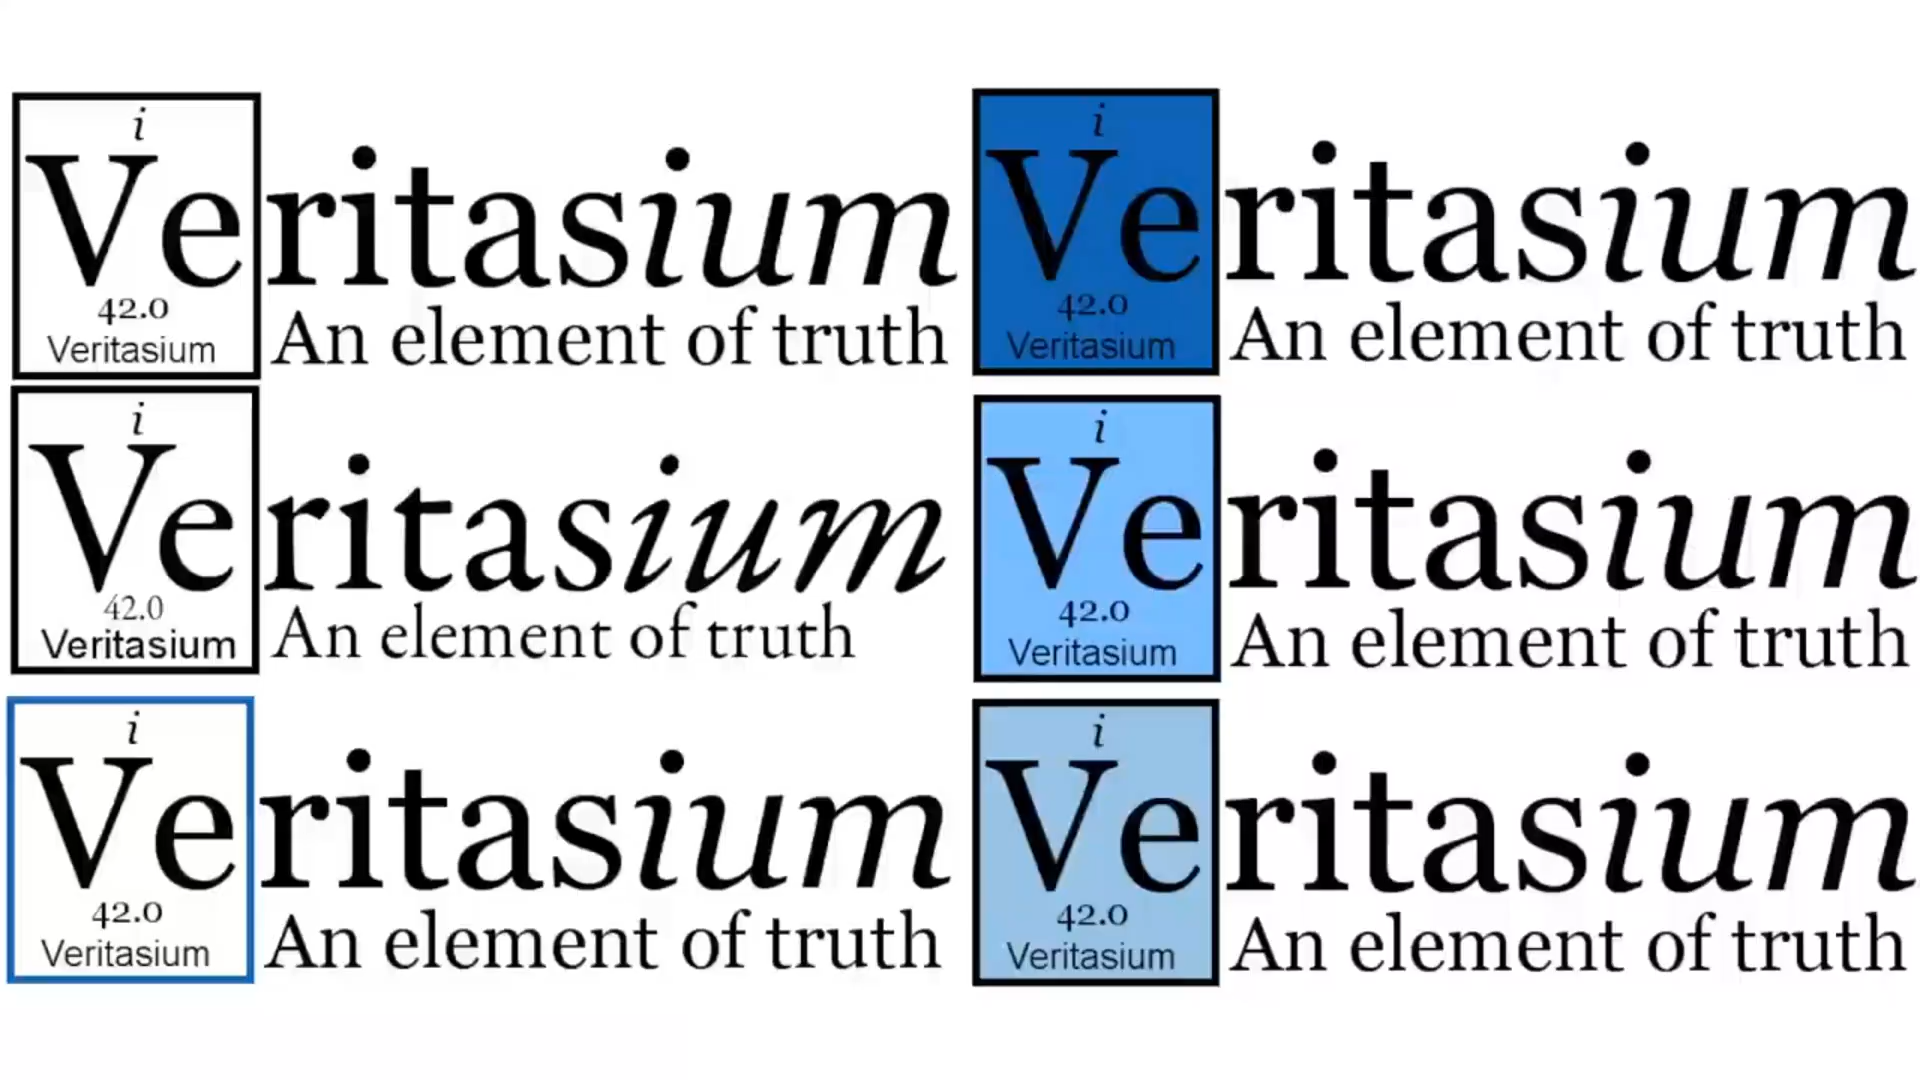 i
Veritasium
42.0
Veritasium
An element of truth
i
Veritasium
42.0
Veritasium
An element of truth
i
Veritasium
42.0
Veritasium
An element of truth
i
Veritasium
42.0
Veritasium
An element of truth
i
Veritasium
42.0
Veritasium
An element of truth
i
Veritasium
42.0
Veritasium
An element of truth